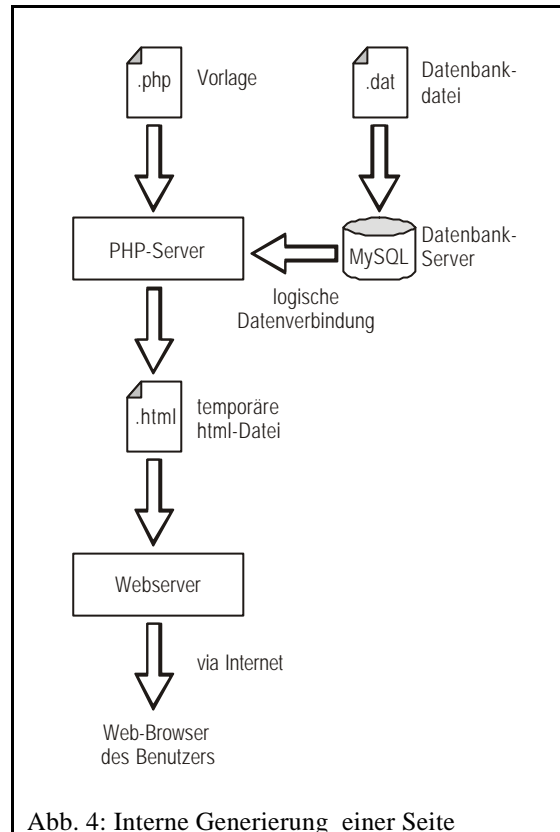 .php
Vorlage
.dat
Datenbank-
datei
PHP-Server
MySQL
Datenbank-
Server
logische
Datenverbindung
.html
temporäre
html-Datei
Webserver
via Internet
Web-Browser
des Benutzers
Abb. 4: Interne Generierung einer Seite